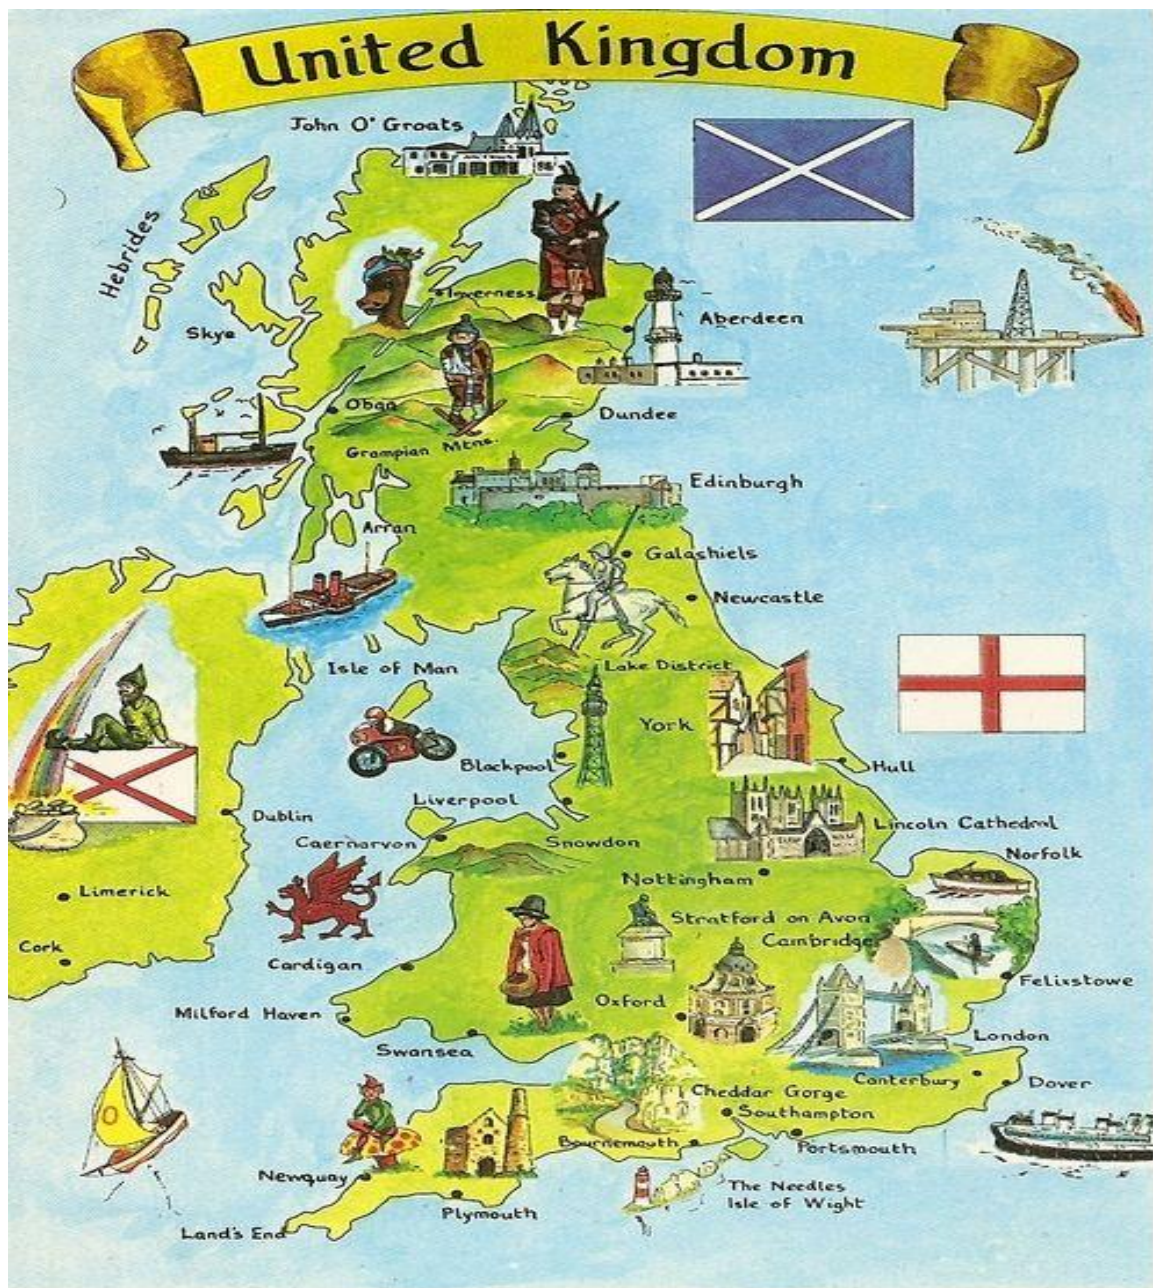 United Kingdom
John O' Groats
Hebrides
Inverness
Skye
Aberdeen
Oban
Dundee
Grampian Mtns.
Edinburgh
Arran
Galashiels
Newcastle
Isle of Man
Lake District
York
Blackpool
Hull
Liverpool
Dublin
Lincoln Cathedral
Caernarvon
Snowdon
Norfolk
Nottingham
Limerick
Stratford on Avon
Cambridge
Cork
Cardigan
Felixstowe
Oxford
Milford Haven
London
Swansea
Canterbury
Dover
Cheddar Gorge
Southampton
Bournemouth
Portsmouth
Newquay
The Needles
Isle of Wight
Plymouth
Land's End